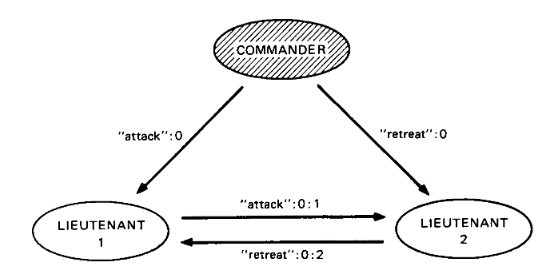 COMMANDER
"attack":0
"retreat":0
"attack":0:1
LIEUTENANT
1
LIEUTENANT
2
"retreat":0:2